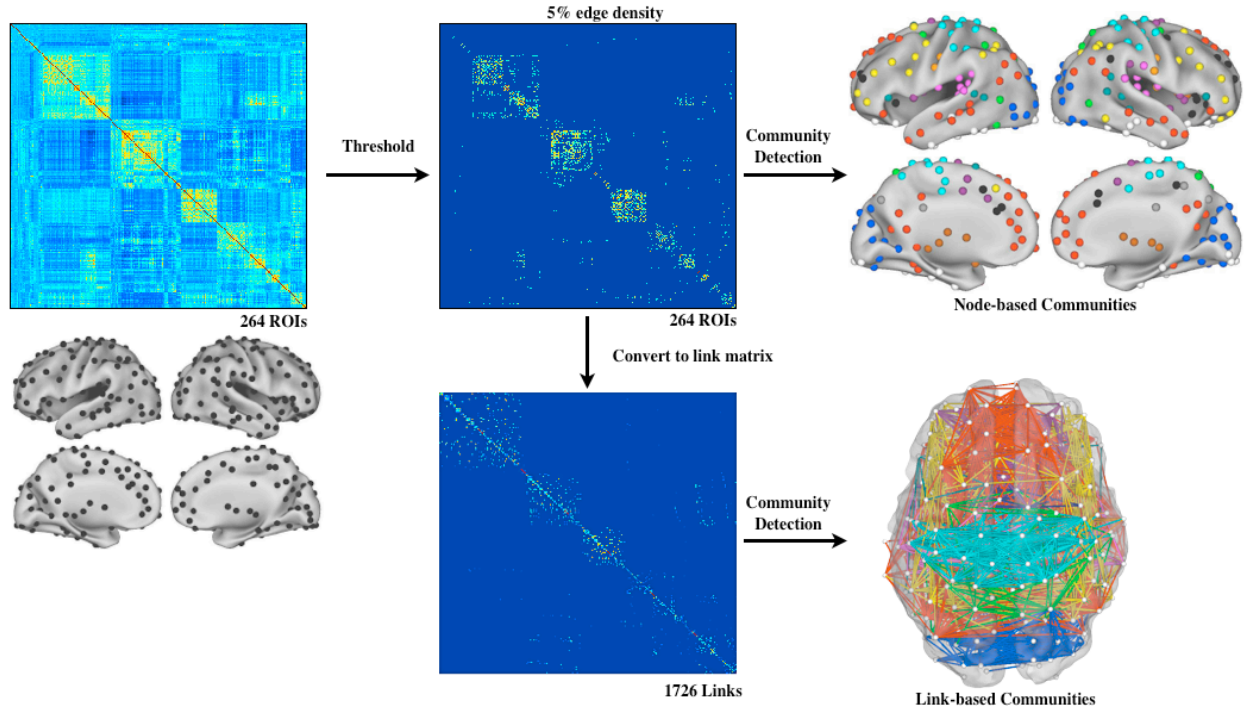 5% edge density
Threshold
Community
Detection
264 ROIs
264 ROIs
Node-based Communities
Convert to link matrix
Community
Detection
1726 Links
Link-based Communities